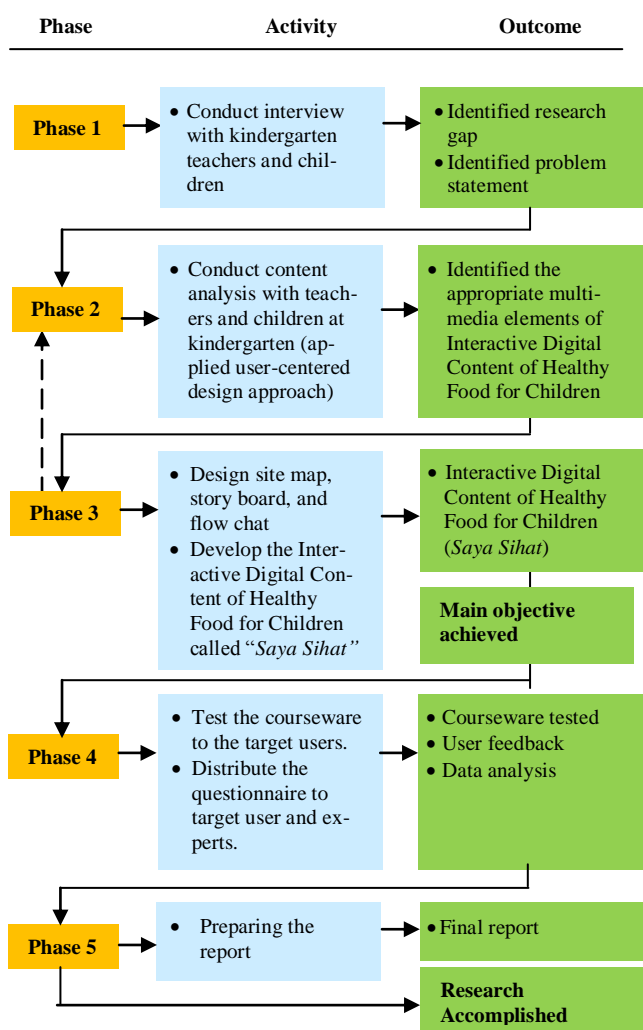 Phase Activity Outcome
Phase 1
• Conduct interview
with kindergarten
teachers and chil-
dren
• Identified research
gap
• Identified problem
statement
Phase 2
• Conduct content
analysis with teach-
ers and children at
kindergarten (ap-
plied user-centered
design approach)
• Identified the
appropriate multi-
media elements of
Interactive Digital
Content of Healthy
Food for Children
Phase 3
• Design site map,
story board, and
flow chat
• Develop the Inter-
active Digital Con-
tent of Healthy
Food for Children
called “Saya Sihat”
• Interactive Digital
Content of Healthy
Food for Children
(Saya Sihat)
Main objective
achieved
Phase 4
• Test the courseware
to the target users.
• Distribute the
questionnaire to
target user and ex-
perts.
• Courseware tested
• User feedback
• Data analysis
Phase 5
• Preparing the
report
• Final report
Research
Accomplished